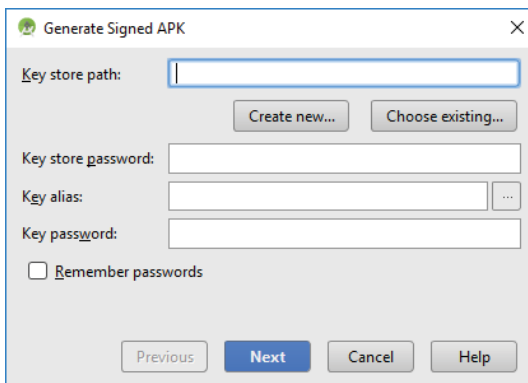 Generate Signed APK
Key store path:
Create new... Choose existing...
Key store password:
Key alias: ...
Key password:
Remember passwords
Previous Next Cancel Help